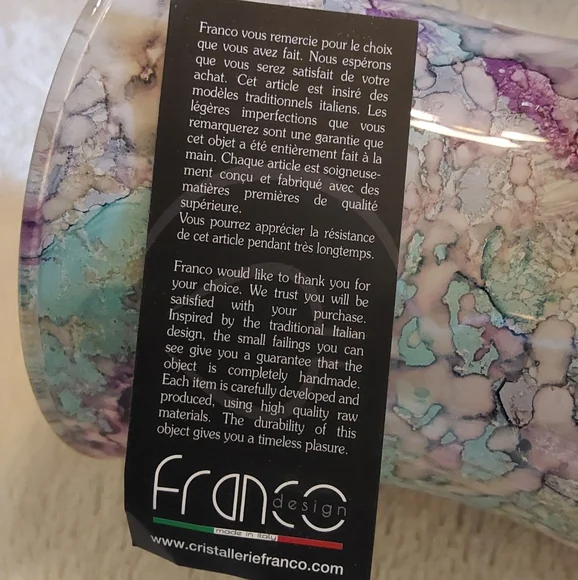 Franco vous remercie pour le choix
que vous avez fait. Nous espérons
que vous serez satisfait de votre
achat. Cet article est insiré des
modèles traditionnels italiens. Les
légères imperfections que vous
remarquerez sont une garantie que
cet objet a été entièrement fait à la
main. Chaque article est soigneuse-
ment conçu et fabriqué avec des
matières premières de qualité
supérieure.
Vous pourrez apprécier la résistance
de cet article pendant très longtemps.
Franco would like to thank you for
your choice. We trust you will be
satisfied with your purchase.
Inspired by the traditional Italian
design, the small failings you can
see give you a guarantee that the
object is completely handmade.
Each item is carefully developed and
produced, using high quality raw
materials. The durability of this
object gives you a timeless plasure.
Franco
design
made in italy
www.cristalleriefranco.com